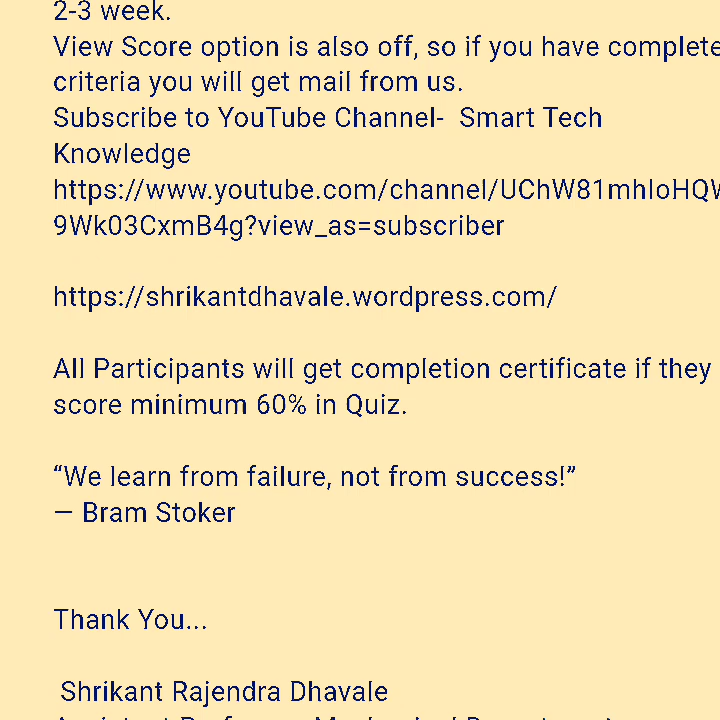 2-3 week.
View Score option is also off, so if you have complete
criteria you will get mail from us.
Subscribe to YouTube Channel-  Smart Tech
Knowledge
https://www.youtube.com/channel/UChW81mhIoHQW
9Wk03CxmB4g?view_as=subscriber
https://shrikantdhavale.wordpress.com/
All Participants will get completion certificate if they
score minimum 60% in Quiz.
“We learn from failure, not from success!”
— Bram Stoker
Thank You...
Shrikant Rajendra Dhavale